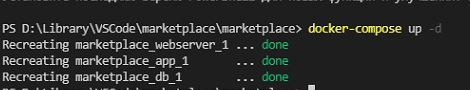 PS D:\Library\VSCode\marketplace\marketplace> docker-compose up -d
Recreating marketplace_webserver_1 ... done
Recreating marketplace_app_1 ... done
Recreating marketplace_db_1 ... done